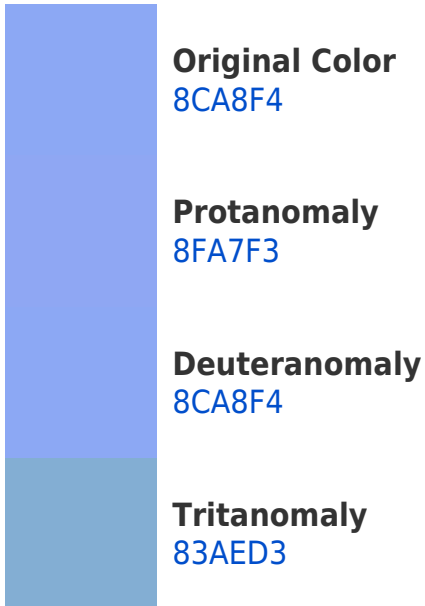 Original Color
8CA8F4
Protanomaly
8FA7F3
Deuteranomaly
8CA8F4
Tritanomaly
83AED3